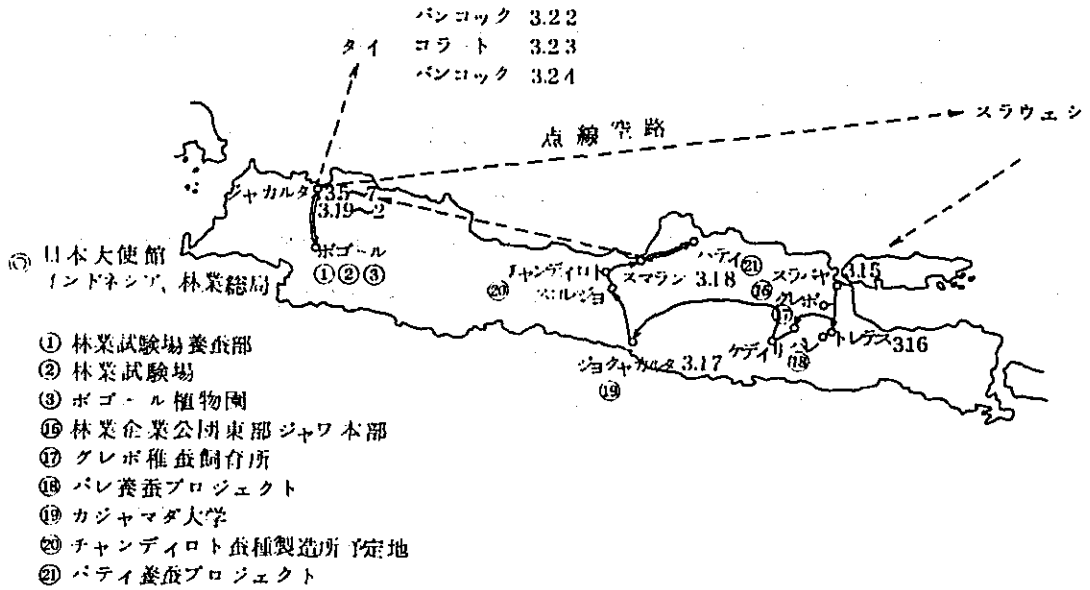 バンコック 3.22
タイ コラート 3.23
バンコック 3.24
スラウェシ
点線空路
ジャカルタ 3.5～7
3.19～2
ボゴール
①②③
◎ 日本大使館
インドネシア、林業総局
チャンディロト
⑳
スマラン 3.18
パティ
㉑
スラバヤ 3.15
⑯
グレボ
⑰
トレテス 3.16
ケディリ
パレ
⑱
ジョクャカルタ 3.17
⑲
① 林業試験場養蚕部
② 林業試験場
③ ボゴール植物園
⑯ 林業企業公団東部ジャワ本部
⑰ グレボ稚蚕飼育所
⑱ パレ養蚕プロジェクト
⑲ カジャマダ大学
⑳ チャンディロト蚕種製造所予定地
㉑ パティ養蚕プロジェクト